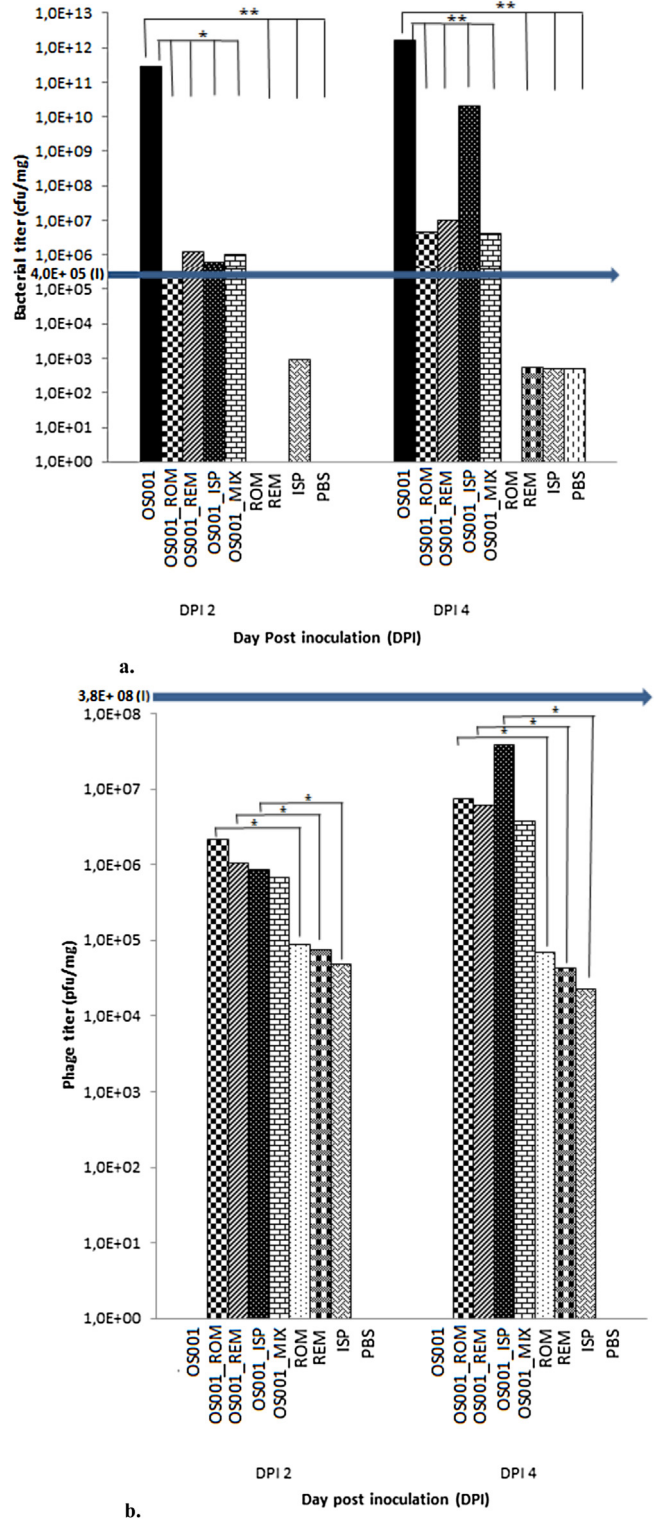 1,0E+13
1,0E+12
1,0E+11
1,0E+10
1,0E+09
1,0E+08
1,0E+07
1,0E+06
4,0E+ 05 (I)
1,0E+05
1,0E+04
1,0E+03
1,0E+02
1,0E+01
1,0E+00
Bacterial titer (cfu/mg)
**
*
**
**
OS001
OS001_ROM
OS001_REM
OS001_ISP
OS001_MIX
ROM
REM
ISP
PBS
OS001
OS001_ROM
OS001_REM
OS001_ISP
OS001_MIX
ROM
REM
ISP
PBS
DPI 2
DPI 4
Day Post inoculation (DPI)
a.
3,8E+ 08 (I)
1,0E+08
1,0E+07
1,0E+06
1,0E+05
1,0E+04
1,0E+03
1,0E+02
1,0E+01
1,0E+00
Phage titer (pfu/mg)
*
*
*
*
*
*
OS001
OS001_ROM
OS001_REM
OS001_ISP
OS001_MIX
ROM
REM
ISP
PBS
OS001
OS001_ROM
OS001_REM
OS001_ISP
OS001_MIX
ROM
REM
ISP
PBS
DPI 2
DPI 4
Day post inoculation (DPI)
b.